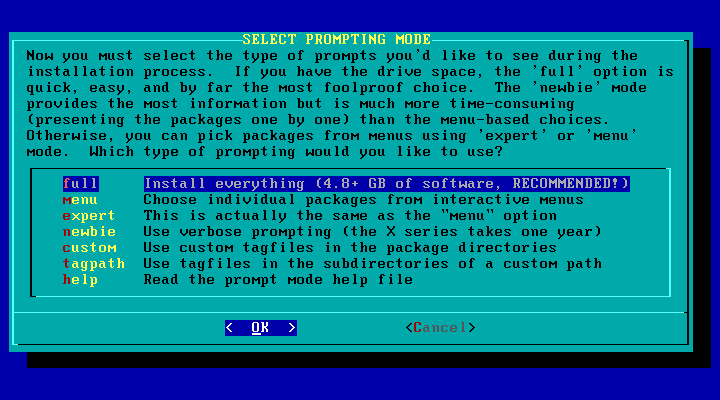 SELECT PROMPTING MODE
Now you must select the type of prompts you'd like to see during the
installation process.  If you have the drive space, the 'full' option is
quick, easy, and by far the most foolproof choice.  The 'newbie' mode
provides the most information but is much more time-consuming
(presenting the packages one by one) than the menu-based choices.
Otherwise, you can pick packages from menus using 'expert' or 'menu'
mode.  Which type of prompting would you like to use?
full     Install everything (4.8+ GB of software, RECOMMENDED!)
menu     Choose individual packages from interactive menus
expert   This is actually the same as the "menu" option
newbie   Use verbose prompting (the X series takes one year)
custom   Use custom tagfiles in the package directories
tagpath  Use tagfiles in the subdirectories of a custom path
help     Read the prompt mode help file
<  OK  >             <Cancel>